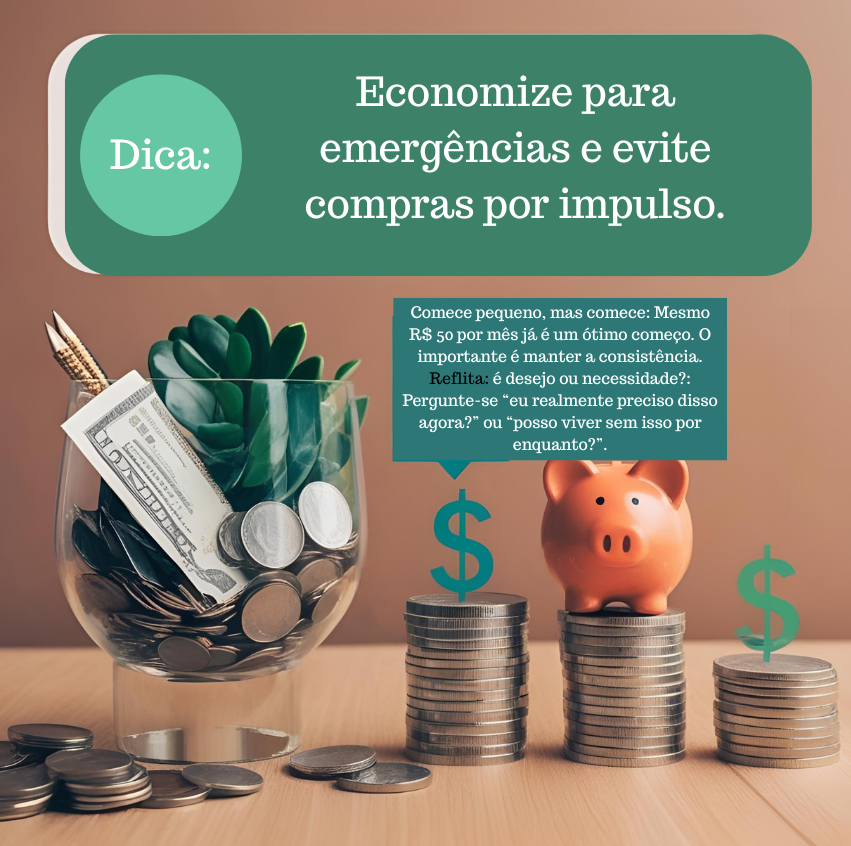 Dica:
Economize para
emergências e evite
compras por impulso.
Comece pequeno, mas comece: Mesmo
R$ 50 por mês já é um ótimo começo. O
importante é manter a consistência.
Reflita: é desejo ou necessidade?:
Pergunte-se “eu realmente preciso disso
agora?” ou “posso viver sem isso por
enquanto?”.
$
$